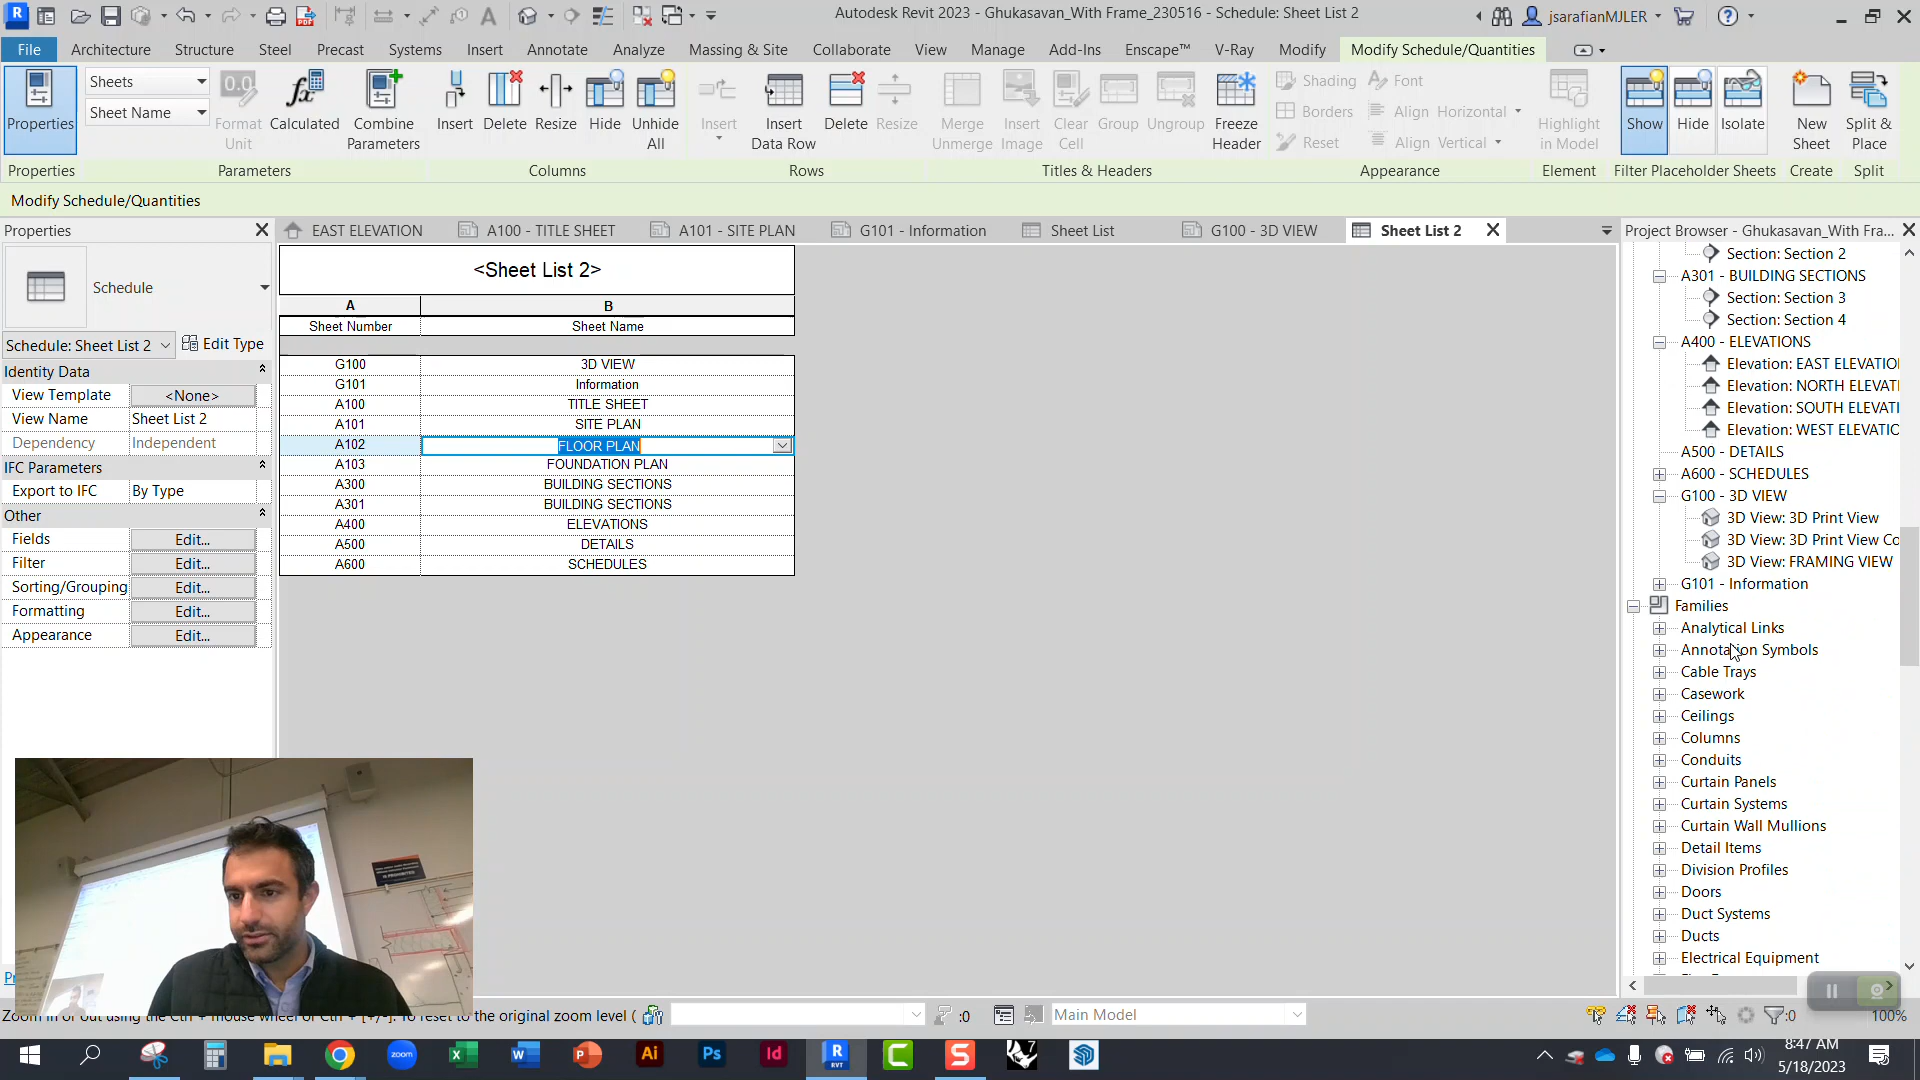 Autodesk Revit 2023 - Ghukasavan_With Frame_230516 - Schedule: Sheet List 2
jsarafianMJLER
File Architecture Structure Steel Precast Systems Insert Annotate Analyze Massing & Site Collaborate View Manage Add-Ins Enscape™ V-Ray Modify Modify Schedule/Quantities
Properties
Sheets
Sheet Name
Format Unit
Calculated
Combine Parameters
Insert
Delete
Resize
Hide
Unhide All
Insert
Insert Data Row
Delete
Resize
Merge Unmerge
Insert Image
Clear Cell
Group
Ungroup
Freeze Header
Shading
Borders
Reset
Font
Align Horizontal
Align Vertical
Highlight in Model
Show
Hide
Isolate
New Sheet
Split & Place
Properties Parameters Columns Rows Titles & Headers Appearance Element Filter Placeholder Sheets Create Split
Modify Schedule/Quantities
Properties
Schedule
Schedule: Sheet List 2 Edit Type
Identity Data
View Template <None>
View Name Sheet List 2
Dependency Independent
IFC Parameters
Export to IFC By Type
Other
Fields Edit...
Filter Edit...
Sorting/Grouping Edit...
Formatting Edit...
Appearance Edit...
EAST ELEVATION A100 - TITLE SHEET A101 - SITE PLAN G101 - Information Sheet List G100 - 3D VIEW Sheet List 2
<Sheet List 2>
A B
Sheet Number Sheet Name
G100 3D VIEW
G101 Information
A100 TITLE SHEET
A101 SITE PLAN
A102 FLOOR PLAN
A103 FOUNDATION PLAN
A300 BUILDING SECTIONS
A301 BUILDING SECTIONS
A400 ELEVATIONS
A500 DETAILS
A600 SCHEDULES
Project Browser - Ghukasavan_With Fra...
Section: Section 2
A301 - BUILDING SECTIONS
Section: Section 3
Section: Section 4
A400 - ELEVATIONS
Elevation: EAST ELEVATIO
Elevation: NORTH ELEVATI
Elevation: SOUTH ELEVATI
Elevation: WEST ELEVATIO
A500 - DETAILS
A600 - SCHEDULES
G100 - 3D VIEW
3D View: 3D Print View
3D View: 3D Print View Co
3D View: FRAMING VIEW
G101 - Information
Families
Analytical Links
Annotation Symbols
Cable Trays
Casework
Ceilings
Columns
Conduits
Curtain Panels
Curtain Systems
Curtain Wall Mullions
Detail Items
Division Profiles
Doors
Duct Systems
Ducts
Electrical Equipment
Zoom in or out using the Ctrl + mouse wheel or Ctrl + [+/-]. To reset to the original zoom level (
:0
Main Model
:0
100%
8:47 AM
5/18/2023